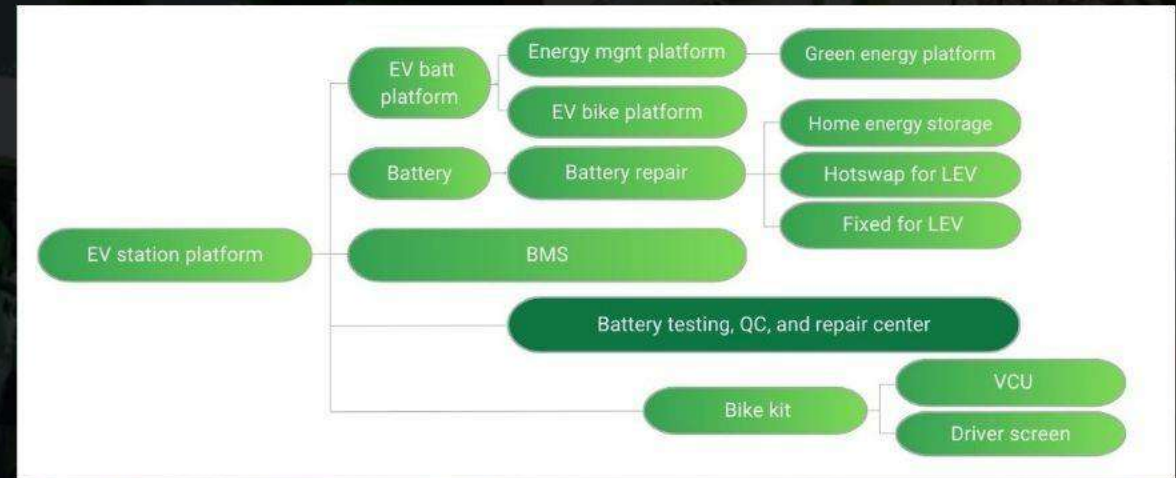 Energy mgnt platform
Green energy platform
EV batt
platform
EV bike platform
Home energy storage
Battery
Battery repair
Hotswap for LEV
Fixed for LEV
EV station platform
BMS
Battery testing, QC, and repair center
VCU
Bike kit
Driver screen